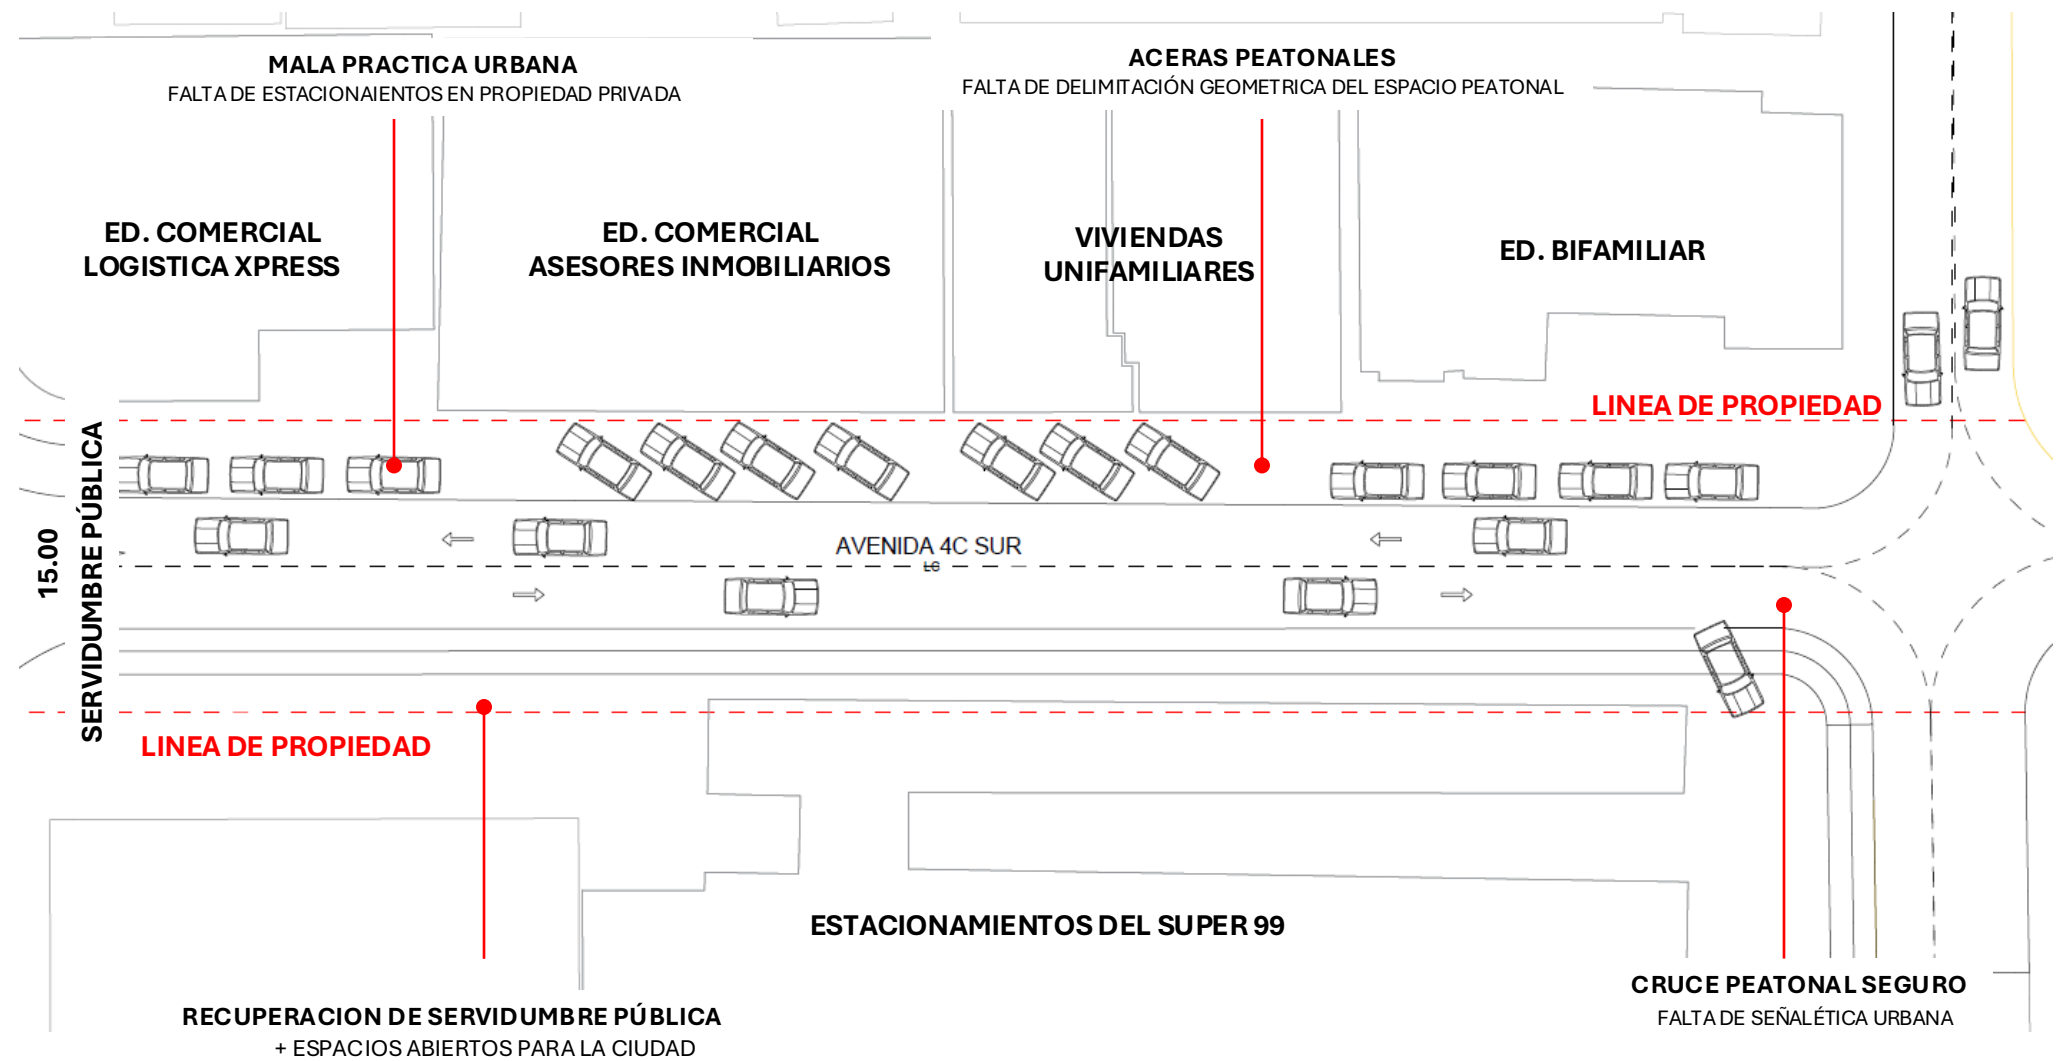 MALA PRACTICA URBANA
FALTA DE ESTACIONAIENTOS EN PROPIEDAD PRIVADA
ACERAS PEATONALES
FALTA DE DELIMITACIÓN GEOMETRICA DEL ESPACIO PEATONAL
ED. COMERCIAL
LOGISTICA XPRESS
ED. COMERCIAL
ASESORES INMOBILIARIOS
VIVIENDAS
UNIFAMILIARES
ED. BIFAMILIAR
LINEA DE PROPIEDAD
15.00
SERVIDUMBRE PÚBLICA
AVENIDA 4C SUR
LC
LINEA DE PROPIEDAD
ESTACIONAMIENTOS DEL SUPER 99
RECUPERACION DE SERVIDUMBRE PÚBLICA
+ ESPACIOS ABIERTOS PARA LA CIUDAD
CRUCE PEATONAL SEGURO
FALTA DE SEÑALÉTICA URBANA